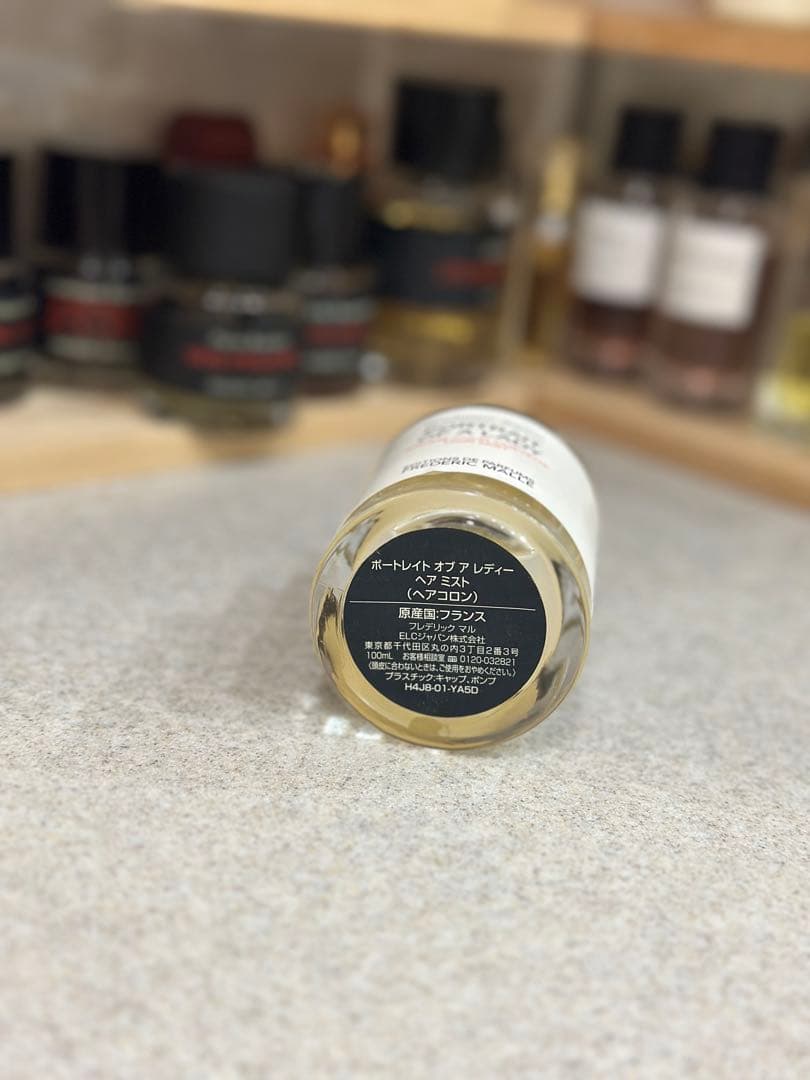 PORTRAIT
OF A LADY
EDITIONS DE PARFUMS
FREDERIC MALLE
ポートレイト オブ ア レディー
ヘア ミスト
(ヘアコロン)
原産国:フランス
フレデリック マル
ELCジャパン株式会社
東京都千代田区丸の内3丁目2番3号
100mL お客様相談室 ☎ 0120-032821
〈頭皮に合わないときは、ご使用をおやめください。〉
プラスチック:キャップ、ポンプ
H4J8-01-YA5D